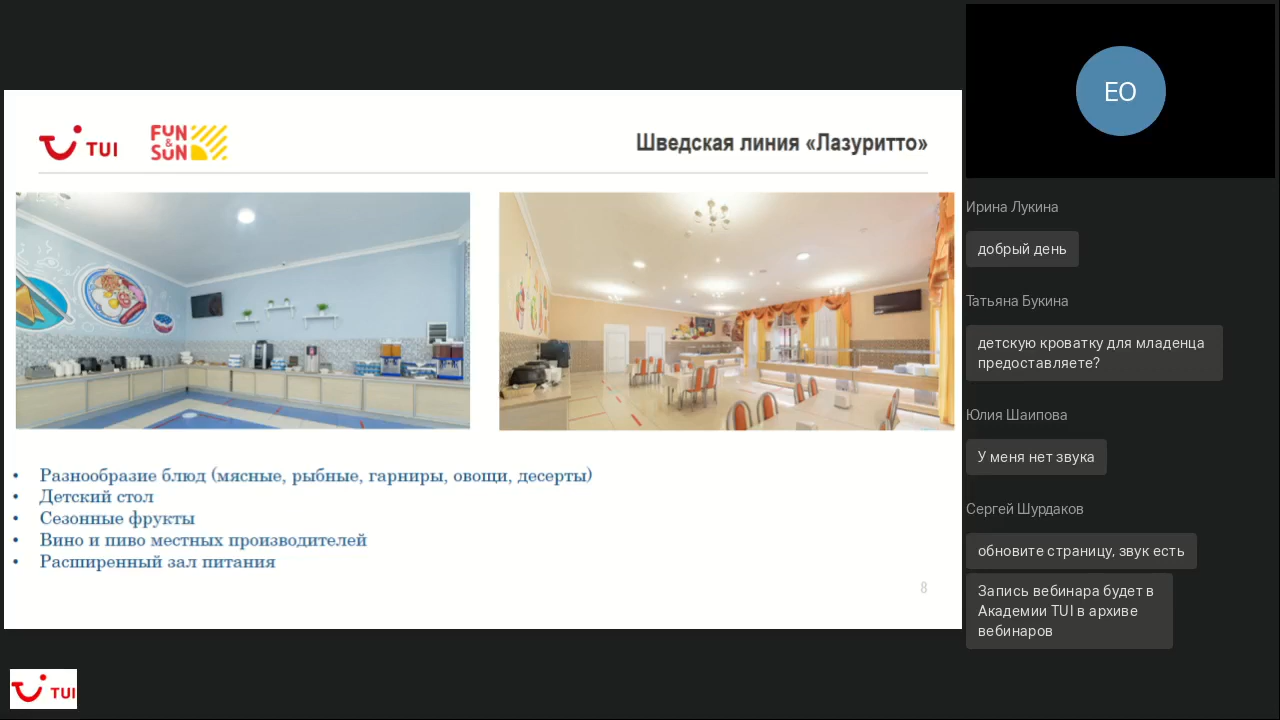 TUI
FUN
&
SUN
Шведская линия «Лазуритто»
• Разнообразие блюд (мясные, рыбные, гарниры, овощи, десерты)
• Детский стол
• Сезонные фрукты
• Вино и пиво местных производителей
• Расширенный зал питания
8
TUI
EO
Ирина Лукина
добрый день
Татьяна Букина
детскую кроватку для младенца
предоставляете?
Юлия Шаипова
У меня нет звука
Сергей Шурдаков
обновите страницу, звук есть
Запись вебинара будет в
Академии TUI в архиве
вебинаров